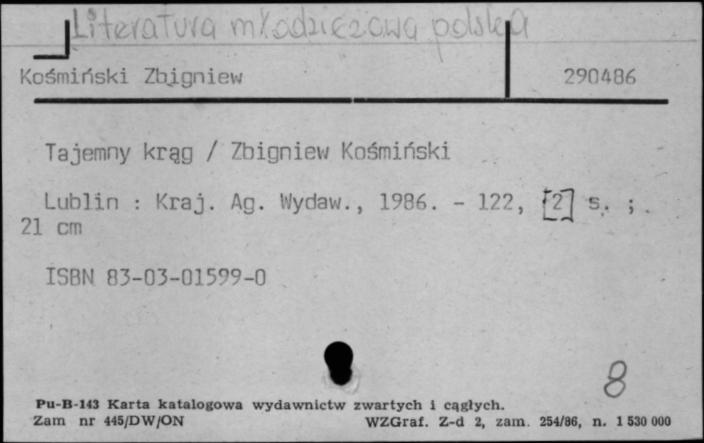 Literatura młodzieżowa polska
Kośmiński Zbigniew 290486
Tajemny krąg / Zbigniew Kośmiński
Lublin : Kraj. Ag. Wydaw., 1986. - 122, [2] s. ;
21 cm
ISBN 83-03-01599-0
8
Pu-B-143 Karta katalogowa wydawnictw zwartych i cągłych.
Zam nr 445/DW/ON WZGraf. Z-d 2, zam. 254/86, n. 1 530 000